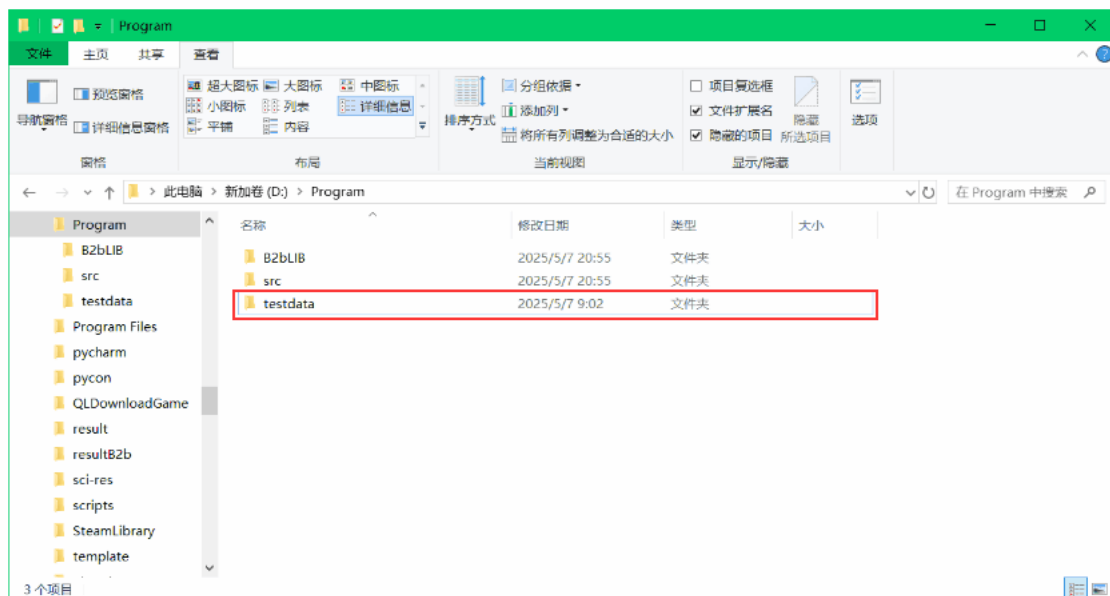 Program
文件 主页 共享 查看
导航窗格
预览窗格
详细信息窗格
窗格
超大图标 大图标 中图标
小图标 列表 详细信息
平铺 内容
布局
排序方式
分组依据
添加列
将所有列调整为合适的大小
当前视图
项目复选框
文件扩展名
隐藏的项目
隐藏
所选项目
显示/隐藏
选项
此电脑 > 新加卷 (D:) > Program
在 Program 中搜索
Program
B2bLIB
src
testdata
Program Files
pycharm
pycon
QLDownloadGame
result
resultB2b
sci-res
scripts
SteamLibrary
template
名称 修改日期 类型 大小
B2bLIB 2025/5/7 20:55 文件夹
src 2025/5/7 20:55 文件夹
testdata 2025/5/7 9:02 文件夹
3 个项目